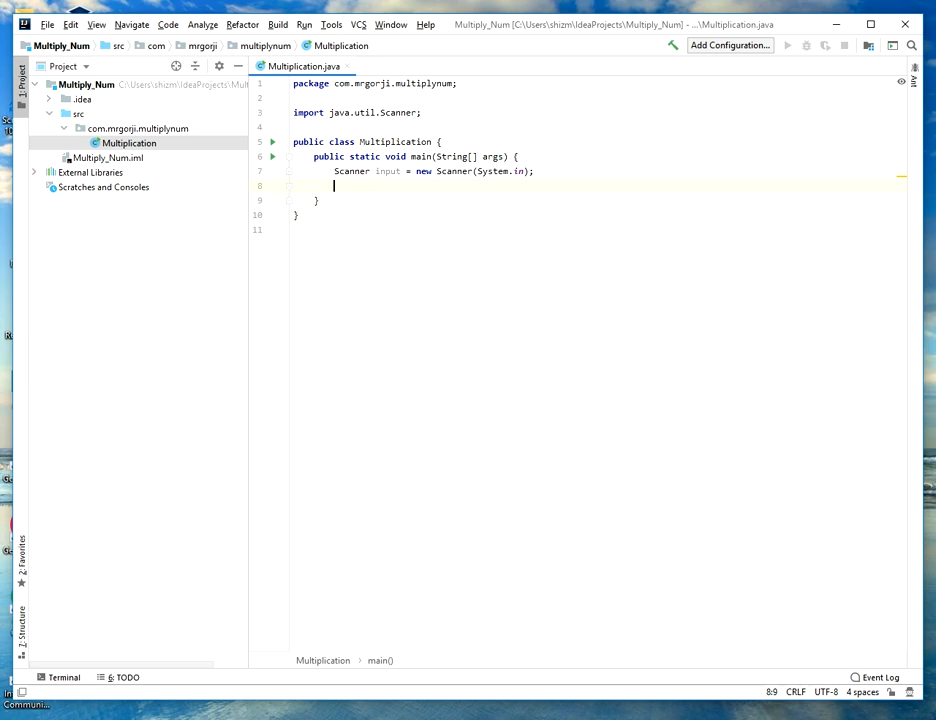 File Edit View Navigate Code Analyze Refactor Build Run Tools VCS Window Help Multiply_Num [C:\Users\shizm\IdeaProjects\Multiply_Num] - ...\Multiplication.java
Multiply_Num src com mrgorji multiplynum Multiplication Add Configuration...
1: Project
Project
Multiply_Num C:\Users\shizm\IdeaProjects\Mult
.idea
src
com.mrgorji.multiplynum
Multiplication
Multiply_Num.iml
External Libraries
Scratches and Consoles
Multiplication.java
1 package com.mrgorji.multiplynum;
2
3 import java.util.Scanner;
4
5 public class Multiplication {
6 public static void main(String[] args) {
7 Scanner input = new Scanner(System.in);
8
9 }
10 }
11
Ant
2: Favorites
7: Structure
Multiplication › main()
Terminal 6: TODO Event Log
8:9 CRLF UTF-8 4 spaces
Communi...